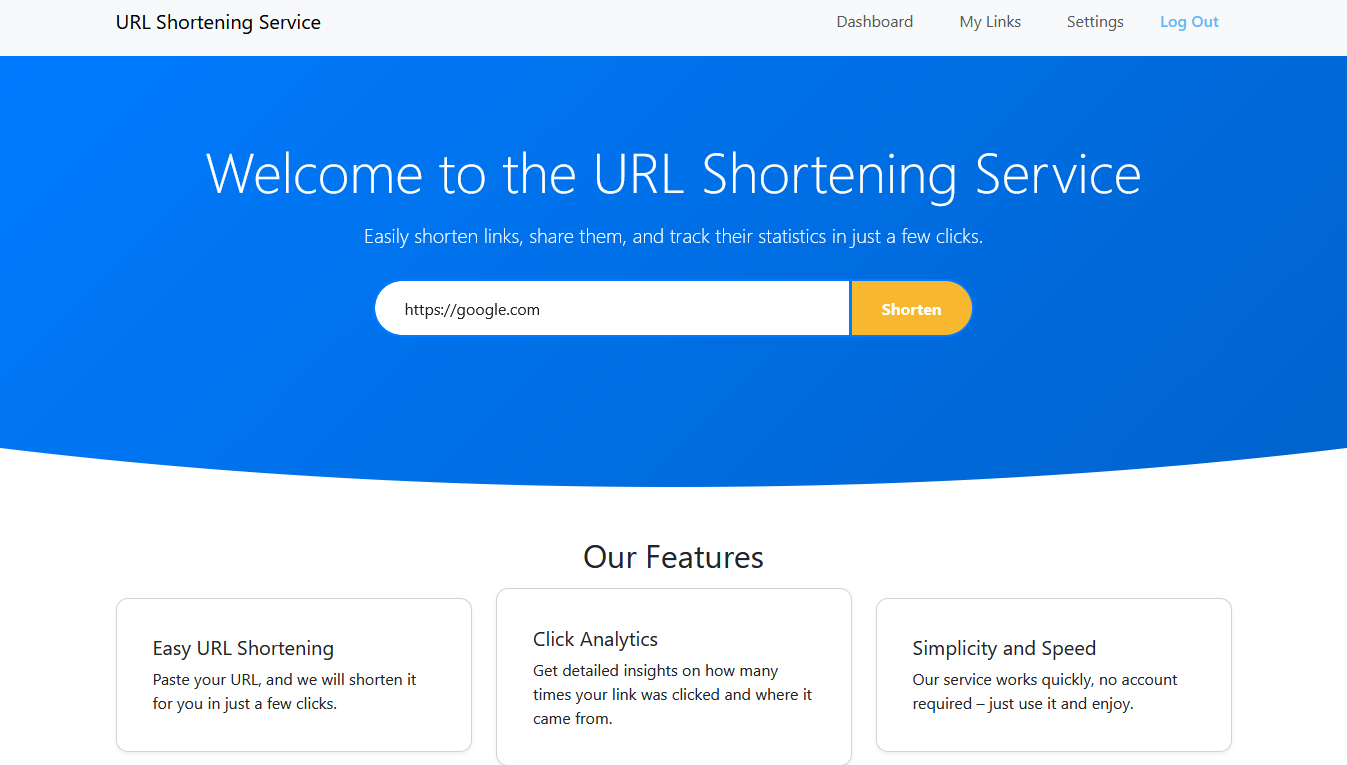 URL Shortening Service
Dashboard
My Links
Settings
Log Out
Welcome to the URL Shortening Service
Easily shorten links, share them, and track their statistics in just a few clicks.
https://google.com
Shorten
Our Features
Easy URL Shortening
Paste your URL, and we will shorten it
for you in just a few clicks.
Click Analytics
Get detailed insights on how many
times your link was clicked and where it
came from.
Simplicity and Speed
Our service works quickly, no account
required – just use it and enjoy.